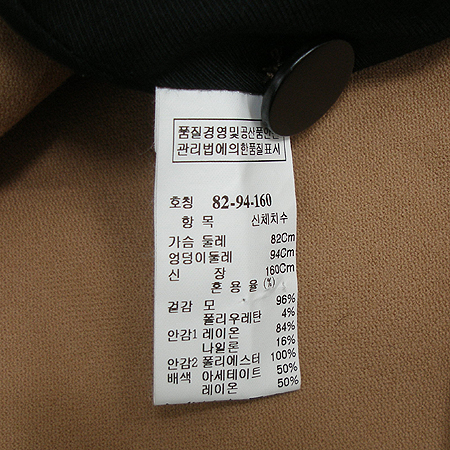 품질경영및공산품안전
관리법에의한품질표시
호칭 82-94-160
항 목 신체치수
가슴 둘레 82Cm
엉덩이둘레 94Cm
신 장 160Cm
혼 용 율 (%)
겉감 모 96%
폴리우레탄 4%
안감1 레이온 84%
나일론 16%
안감2 폴리에스터 100%
배색 아세테이트 50%
레이온 50%